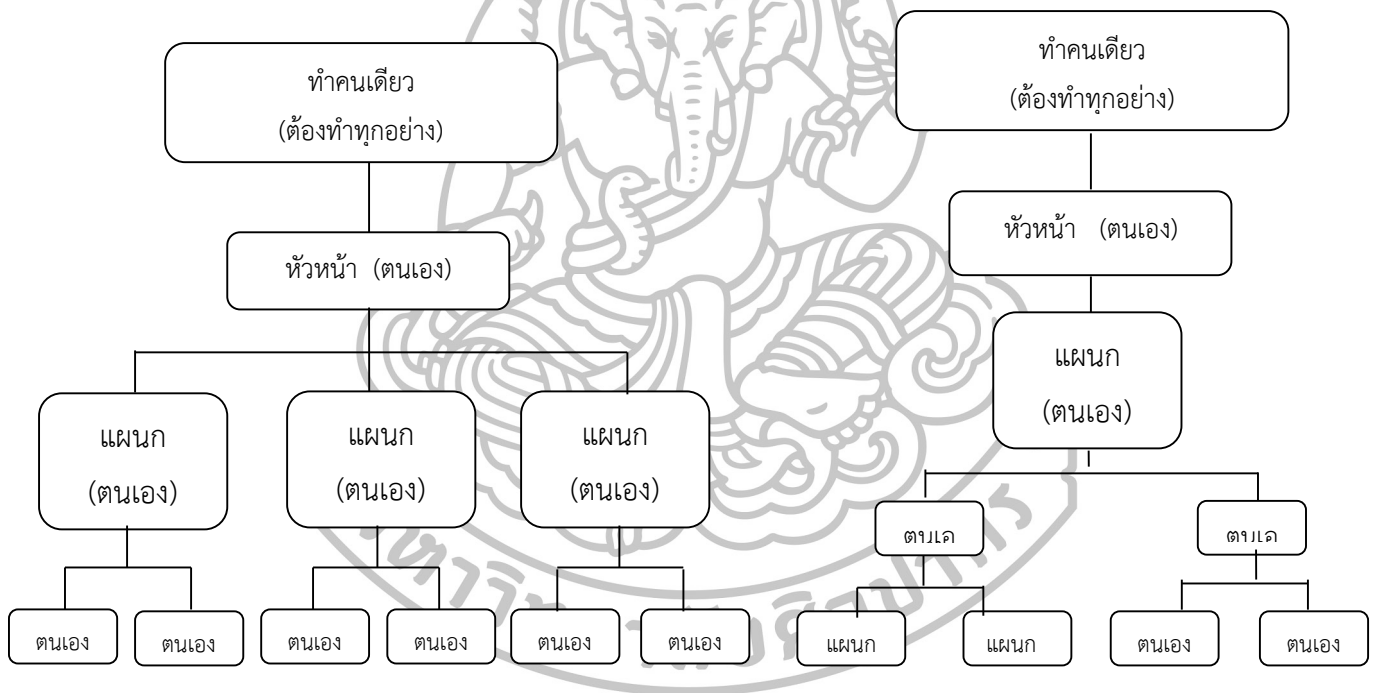 ทำคนเดียว
(ต้องทำทุกอย่าง)
หัวหน้า (ตนเอง)
แผนก
(ตนเอง)
แผนก
(ตนเอง)
แผนก
(ตนเอง)
ตนเอง
ตนเอง
ตนเอง
ตนเอง
ตนเอง
ตนเอง
ทำคนเดียว
(ต้องทำทุกอย่าง)
หัวหน้า (ตนเอง)
แผนก
(ตนเอง)
แผนก
แผนก
ตนเอง
ตนเอง